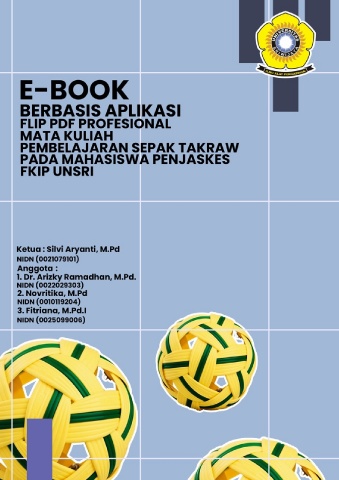 E-BOOK
BERBASIS APLIKASI
FLIP PDF PROFESIONAL
MATA KULIAH
PEMBELAJARAN SEPAK TAKRAW
PADA MAHASISWA PENJASKES
FKIP UNSRI
Ketua : Silvi Aryanti, M.Pd
NIDN (0021079101)
Anggota :
1. Dr. Arizky Ramadhan, M.Pd.
NIDN (0022029303)
2. Novritika, M.Pd
NIDN (0010119204)
3. Fitriana, M.Pd.I
NIDN (0025099006)